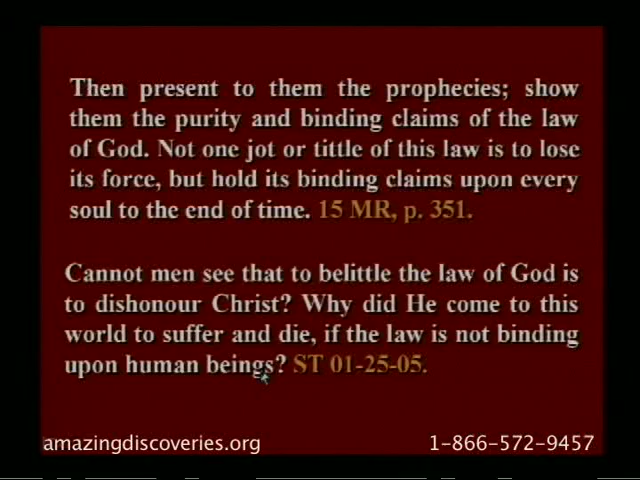 Then present to them the prophecies; show
them the purity and binding claims of the law
of God. Not one jot or tittle of this law is to lose
its force, but hold its binding claims upon every
soul to the end of time. 15 MR, p. 351.
Cannot men see that to belittle the law of God is
to dishonour Christ? Why did He come to this
world to suffer and die, if the law is not binding
upon human beings? ST 01-25-05.
amazingdiscoveries.org
1-866-572-9457